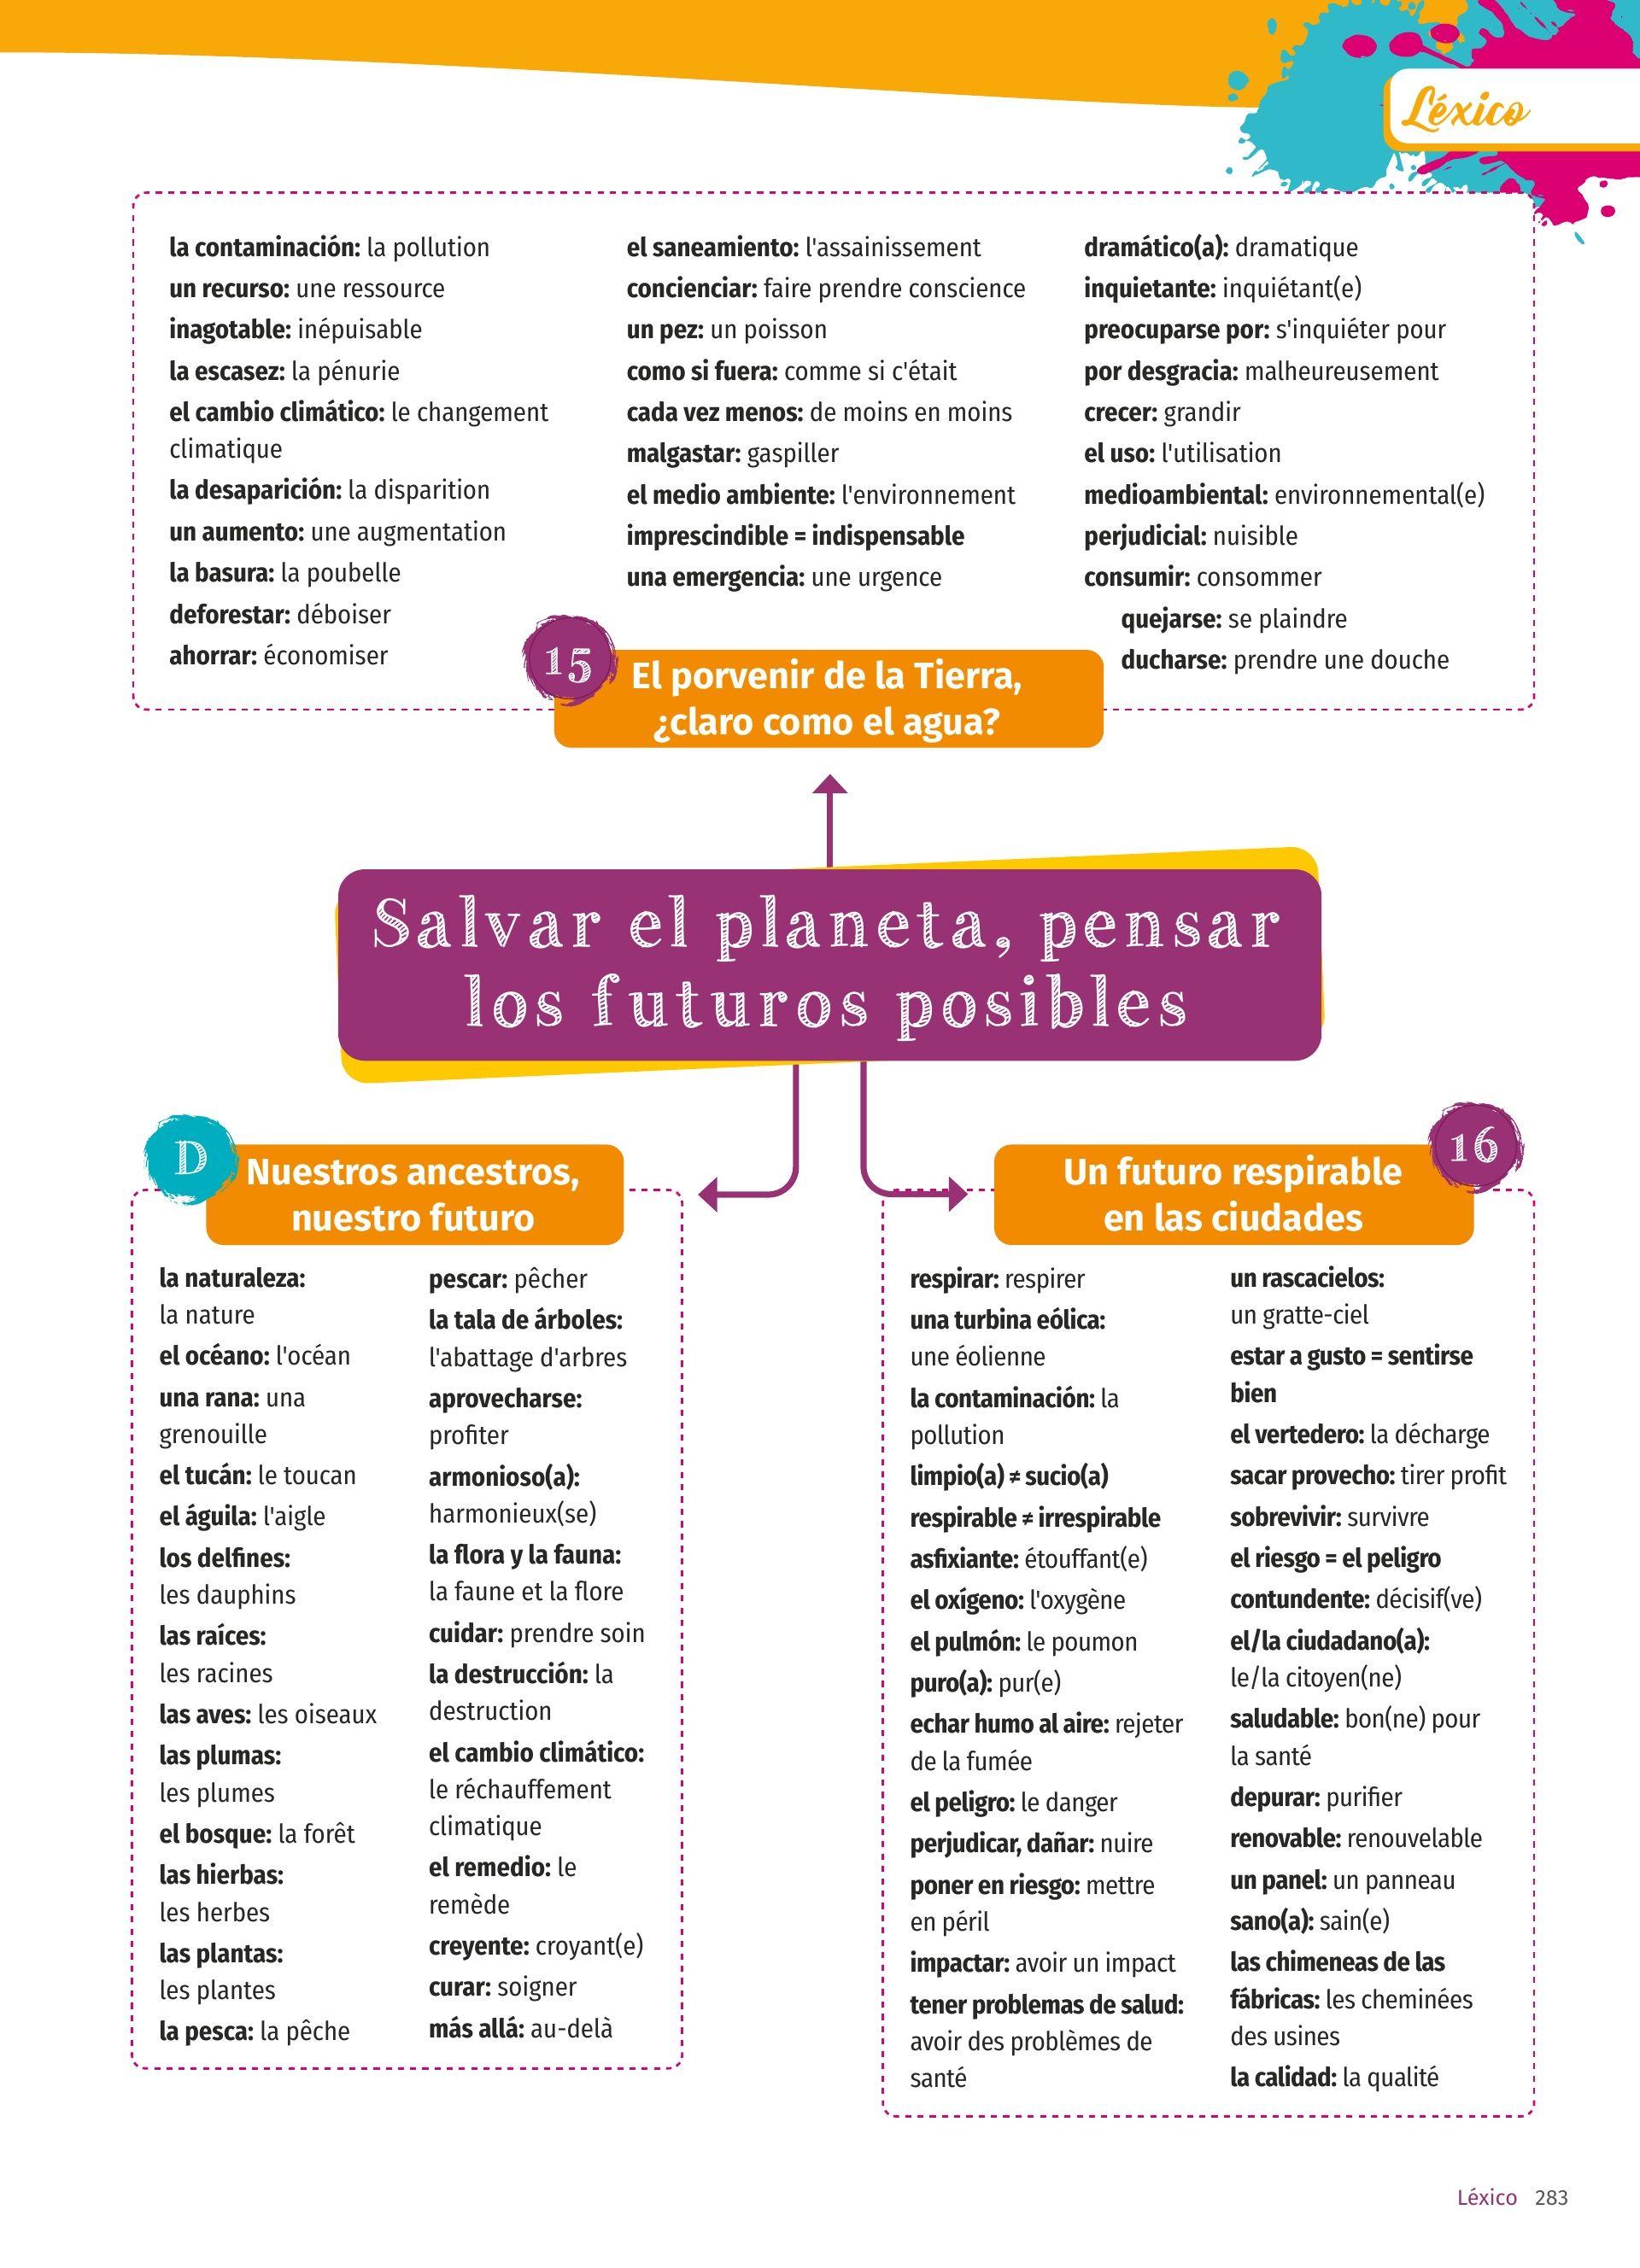 Léxico
la contaminación: la pollution
un recurso: une ressource
inagotable: inépuisable
la escasez: la pénurie
el cambio climático: le changement
climatique
la desaparición: la disparition
un aumento: une augmentation
la basura: la poubelle
deforestar: déboiser
ahorrar: économiser
el saneamiento: l'assainissement
concienciar: faire prendre conscience
un pez: un poisson
como si fuera: comme si c'était
cada vez menos: de moins en moins
malgastar: gaspiller
el medio ambiente: l'environnement
imprescindible = indispensable
una emergencia: une urgence
dramático(a): dramatique
inquietante: inquiétant(e)
preocuparse por: s'inquiéter pour
por desgracia: malheureusement
crecer: grandir
el uso: l'utilisation
medioambiental: environnemental(e)
perjudicial: nuisible
consumir: consommer
quejarse: se plaindre
ducharse: prendre une douche
15
El porvenir de la Tierra,
¿claro como el agua?
Salvar el planeta, pensar
los futuros posibles
D
Nuestros ancestros,
nuestro futuro
la naturaleza:
la nature
el océano: l'océan
una rana: una
grenouille
el tucán: le toucan
el águila: l'aigle
los delfines:
les dauphins
las raíces:
les racines
las aves: les oiseaux
las plumas:
les plumes
el bosque: la forêt
las hierbas:
les herbes
las plantas:
les plantes
la pesca: la pêche
pescar: pêcher
la tala de árboles:
l'abattage d'arbres
aprovecharse:
profiter
armonioso(a):
harmonieux(se)
la flora y la fauna:
la faune et la flore
cuidar: prendre soin
la destrucción: la
destruction
el cambio climático:
le réchauffement
climatique
el remedio: le
remède
creyente: croyant(e)
curar: soigner
más allá: au-delà
16
Un futuro respirable
en las ciudades
respirar: respirer
una turbina eólica:
une éolienne
la contaminación: la
pollution
limpio(a) ≠ sucio(a)
respirable ≠ irrespirable
asfixiante: étouffant(e)
el oxígeno: l'oxygène
el pulmón: le poumon
puro(a): pur(e)
echar humo al aire: rejeter
de la fumée
el peligro: le danger
perjudicar, dañar: nuire
poner en riesgo: mettre
en péril
impactar: avoir un impact
tener problemas de salud:
avoir des problèmes de
santé
un rascacielos:
un gratte-ciel
estar a gusto = sentirse
bien
el vertedero: la décharge
sacar provecho: tirer profit
sobrevivir: survivre
el riesgo = el peligro
contundente: décisif(ve)
el/la ciudadano(a):
le/la citoyen(ne)
saludable: bon(ne) pour
la santé
depurar: purifier
renovable: renouvelable
un panel: un panneau
sano(a): sain(e)
las chimeneas de las
fábricas: les cheminées
des usines
la calidad: la qualité
Léxico 283